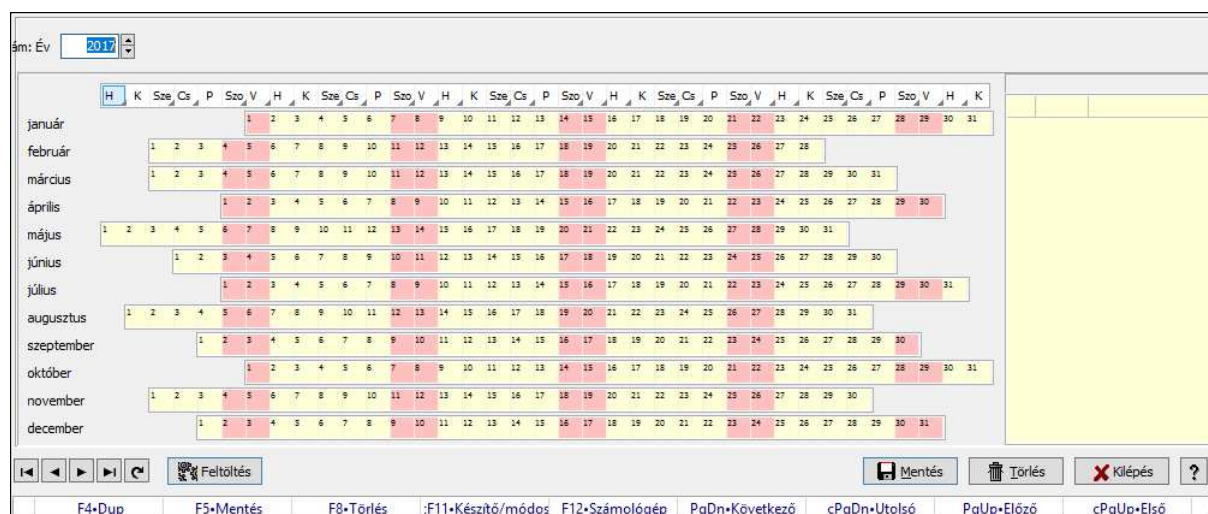 ám: Év 2017
H K Sze Cs P Szo V H K Sze Cs P Szo V H K Sze Cs P Szo V H K Sze Cs P Szo V H K Sze Cs P Szo V H K
január 1 2 3 4 5 6 7 8 9 10 11 12 13 14 15 16 17 18 19 20 21 22 23 24 25 26 27 28 29 30 31
február 1 2 3 4 5 6 7 8 9 10 11 12 13 14 15 16 17 18 19 20 21 22 23 24 25 26 27 28
március 1 2 3 4 5 6 7 8 9 10 11 12 13 14 15 16 17 18 19 20 21 22 23 24 25 26 27 28 29 30 31
április 1 2 3 4 5 6 7 8 9 10 11 12 13 14 15 16 17 18 19 20 21 22 23 24 25 26 27 28 29 30
május 1 2 3 4 5 6 7 8 9 10 11 12 13 14 15 16 17 18 19 20 21 22 23 24 25 26 27 28 29 30 31
június 1 2 3 4 5 6 7 8 9 10 11 12 13 14 15 16 17 18 19 20 21 22 23 24 25 26 27 28 29 30
július 1 2 3 4 5 6 7 8 9 10 11 12 13 14 15 16 17 18 19 20 21 22 23 24 25 26 27 28 29 30 31
augusztus 1 2 3 4 5 6 7 8 9 10 11 12 13 14 15 16 17 18 19 20 21 22 23 24 25 26 27 28 29 30 31
szeptember 1 2 3 4 5 6 7 8 9 10 11 12 13 14 15 16 17 18 19 20 21 22 23 24 25 26 27 28 29 30
október 1 2 3 4 5 6 7 8 9 10 11 12 13 14 15 16 17 18 19 20 21 22 23 24 25 26 27 28 29 30 31
november 1 2 3 4 5 6 7 8 9 10 11 12 13 14 15 16 17 18 19 20 21 22 23 24 25 26 27 28 29 30
december 1 2 3 4 5 6 7 8 9 10 11 12 13 14 15 16 17 18 19 20 21 22 23 24 25 26 27 28 29 30 31
Feltöltés Mentés Törlés Kilépés ?
F4•Dup F5•Mentés F8•Törlés :F11•Készítő/módos F12•Számológép PgDn•Következő cPgDn•Utolsó PgUp•Előző cPgUp•Első